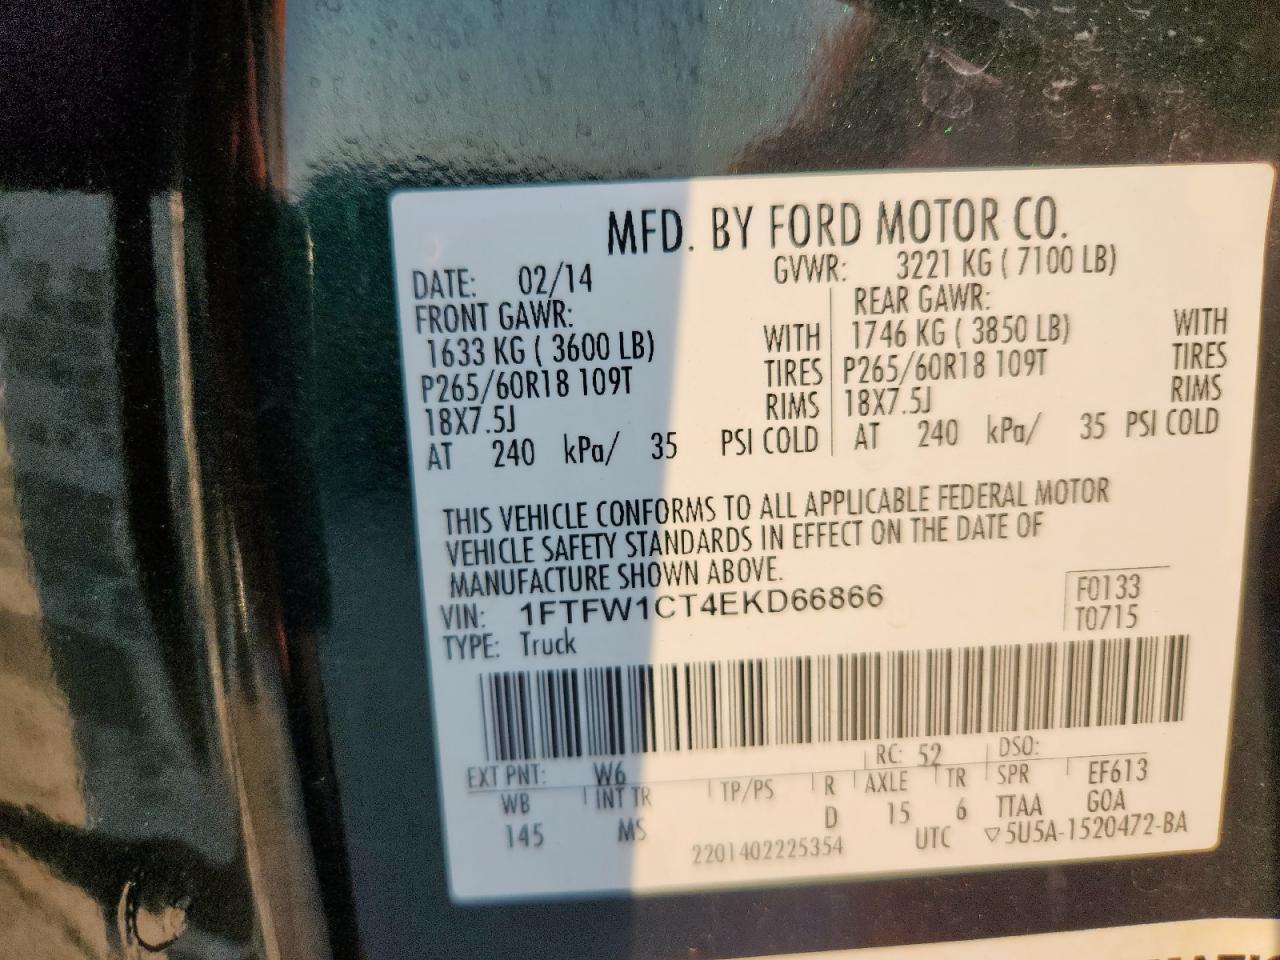 MFD. BY FORD MOTOR CO.
DATE: 02/14 GVWR: 3221 KG ( 7100 LB)
FRONT GAWR: REAR GAWR:
1633 KG ( 3600 LB) WITH 1746 KG ( 3850 LB) WITH
P265/60R18 109T TIRES P265/60R18 109T TIRES
18X7.5J RIMS 18X7.5J RIMS
AT 240 kPa/ 35 PSI COLD AT 240 kPa/ 35 PSI COLD
THIS VEHICLE CONFORMS TO ALL APPLICABLE FEDERAL MOTOR
VEHICLE SAFETY STANDARDS IN EFFECT ON THE DATE OF
MANUFACTURE SHOWN ABOVE.
VIN: 1FTFW1CT4EKD66866 F0133
TYPE: Truck T0715
EXT PNT: W6 RC: 52 DSO:
WB INT TR TP/PS R AXLE TR SPR EF613
145 MS D 15 6 TTAA GOA
2201402225354 UTC ▽5U5A-1520472-BA